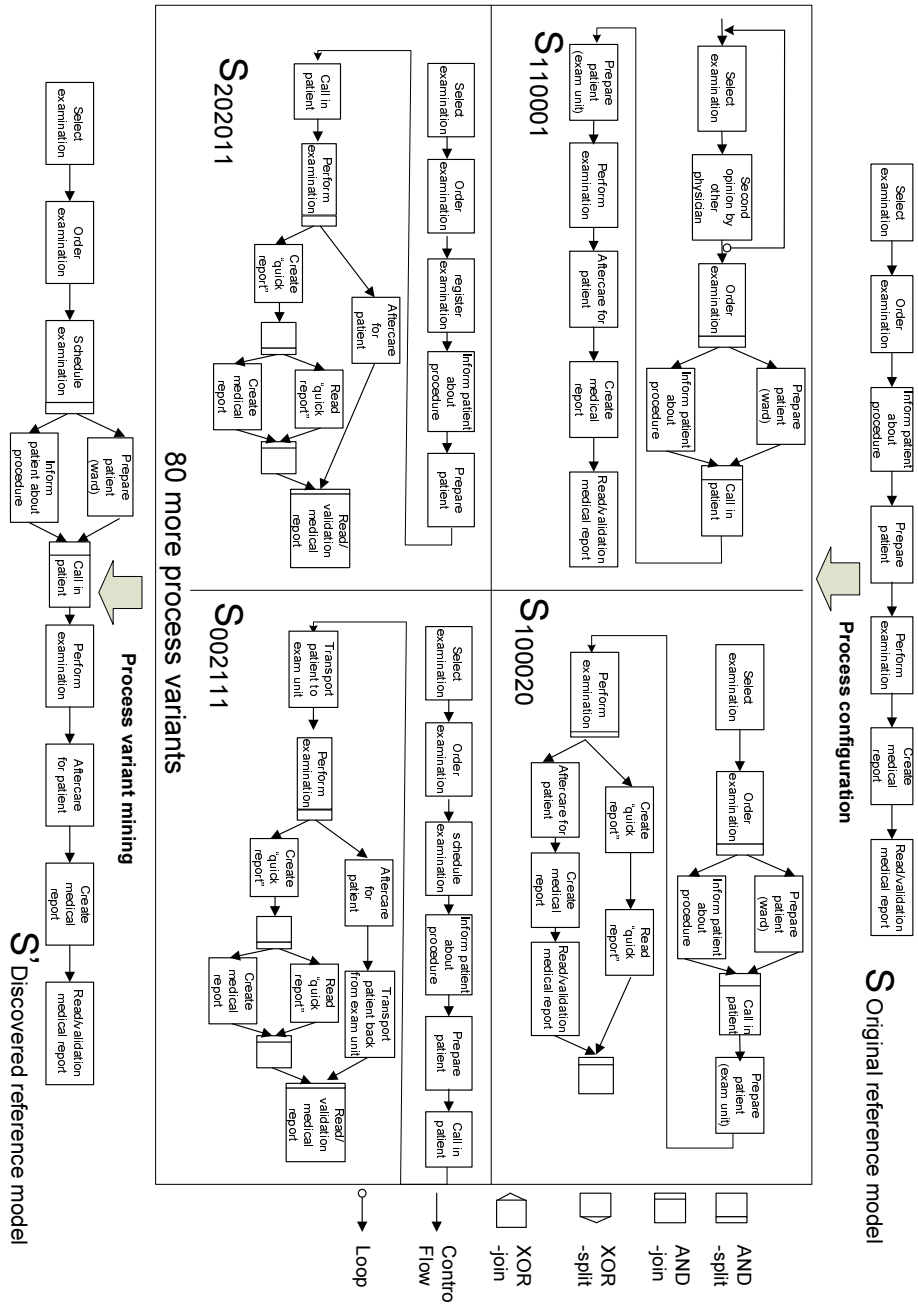 Select
examination
Order
examination
Inform patient
about
procedure
Prepare
patient
Perform
examination
Create
medical
report
Read/validation
medical report
S Original reference model
Process configuration
Select
examination
Second
opinion by
other
physician
Order
examination
Prepare
patient
(ward)
Inform patient
about
procedure
Call in
patient
Prepare
patient
(exam unit)
Perform
examination
Aftercare for
patient
Create
medical
report
Read/validation
medical report
S110001
Select
examination
Order
examination
Prepare
patient
(ward)
Inform patient
about
procedure
Call in
patient
Prepare
patient
(exam unit)
Perform
examination
Create
"quick
report"
Read
"quick
report"
Aftercare for
patient
Create
medical
report
Read/validation
medical report
S100020
Select
examination
Order
examination
register
examination
Inform patient
about
procedure
Prepare
patient
Call in
patient
Perform
examination
Aftercare
for
patient
Create
"quick
report"
Read
"quick
report"
Create
medical
report
Read/
validation
medical
report
S202011
Select
examination
Order
examination
schedule
examination
Inform patient
about
procedure
Prepare
patient
Call in
patient
Transport
patient to
exam unit
Perform
examination
Aftercare
for
patient
Transport
patient back
from exam unit
Create
"quick
report"
Read
"quick
report"
Create
medical
report
Read/
validation
medical
report
S002111
80 more process variants
AND
-split
AND
-join
XOR
-split
XOR
-join
Contro
Flow
Loop
Process variant mining
Select
examination
Order
examination
Schedule
examination
Prepare
patient
(ward)
Inform
patient about
procedure
Call in
patient
Perform
examination
Aftercare
for patient
Create
medical
report
Read/validation
medical report
S' Discovered reference model